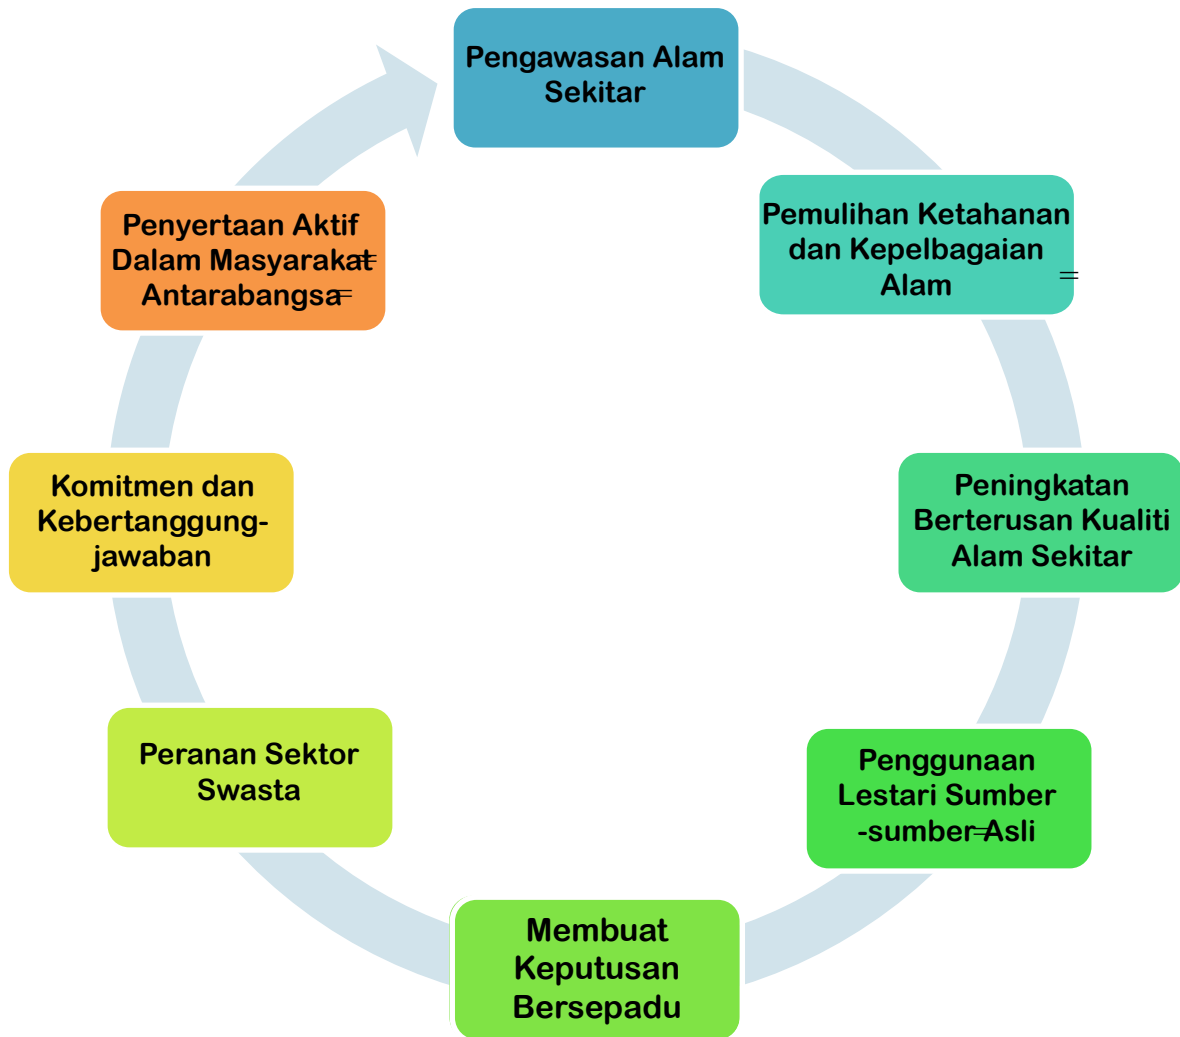 Pengawasan Alam
Sekitar
Pemulihan Ketahanan
dan Kepelbagaian
Alam
Peningkatan
Berterusan Kualiti
Alam Sekitar
Penggunaan
Lestari Sumber
-sumber Asli
Membuat
Keputusan
Bersepadu
Peranan Sektor
Swasta
Komitmen dan
Kebertanggung-
jawaban
Penyertaan Aktif
Dalam Masyarakat
Antarabangsa